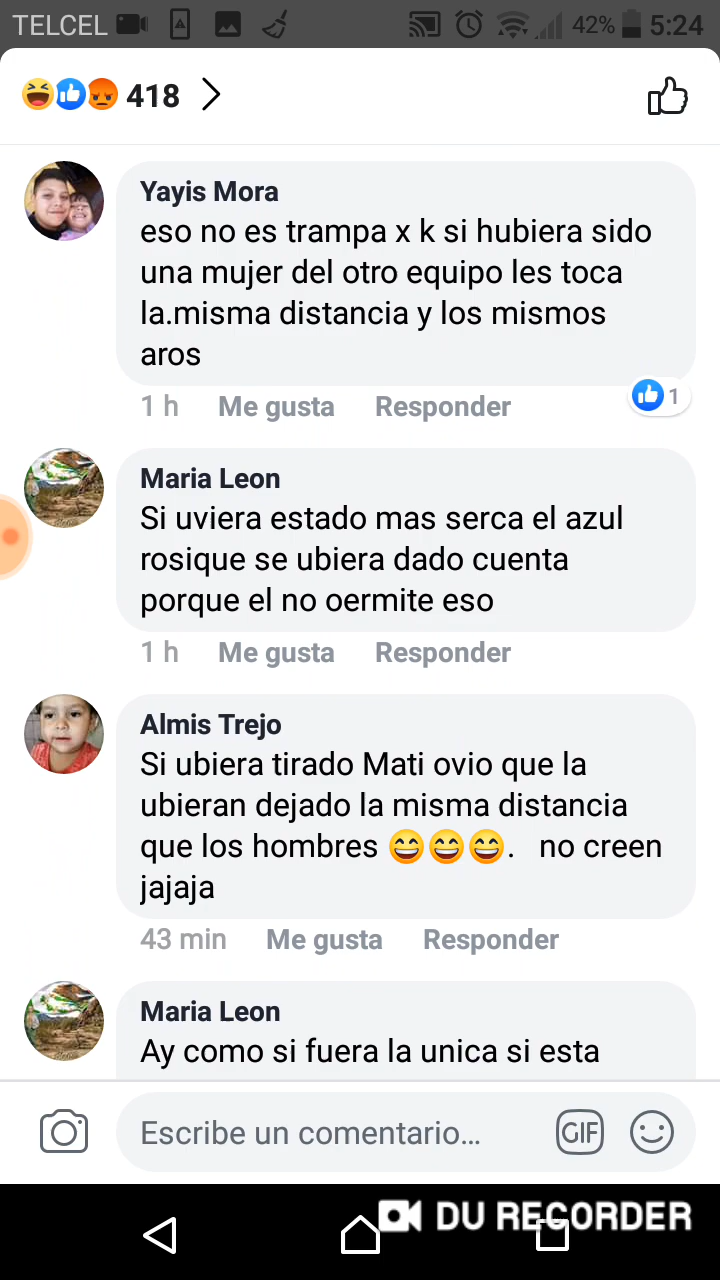 TELCEL 42% 5:24
418
Yayis Mora
eso no es trampa x k si hubiera sido
una mujer del otro equipo les toca
la.misma distancia y los mismos
aros
1 h Me gusta Responder 1
Maria Leon
Si uviera estado mas serca el azul
rosique se ubiera dado cuenta
porque el no oermite eso
1 h Me gusta Responder
Almis Trejo
Si ubiera tirado Mati ovio que la
ubieran dejado la misma distancia
que los hombres 😄😄😄. no creen
jajaja
43 min Me gusta Responder
Maria Leon
Ay como si fuera la unica si esta
Escribe un comentario... GIF
DU RECORDER